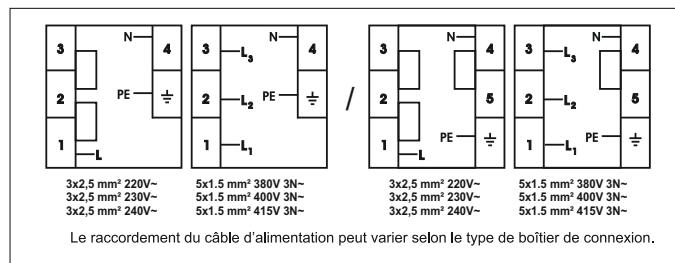 3 N 4
2 PE
1 L
3 L3 N 4
2 L2 PE
1 L1
/
3 N 4
2 5
1 L PE
3 L3 N 4
2 L2 5
1 L1 PE
3x2,5 mm² 220V~ 5x1.5 mm² 380V 3N~ 3x2,5 mm² 220V~ 5x1.5 mm² 380V 3N~
3x2,5 mm² 230V~ 5x1.5 mm² 400V 3N~ 3x2,5 mm² 230V~ 5x1.5 mm² 400V 3N~
3x2,5 mm² 240V~ 5x1.5 mm² 415V 3N~ 3x2,5 mm² 240V~ 5x1.5 mm² 415V 3N~
Le raccordement du câble d'alimentation peut varier selon le type de boîtier de connexion.